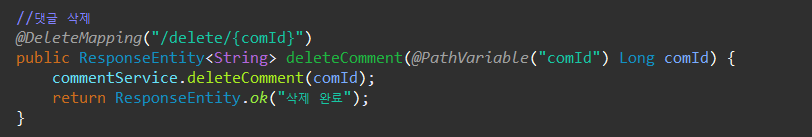 //댓글 삭제
@DeleteMapping("/delete/{comId}")
public ResponseEntity<String> deleteComment(@PathVariable("comId") Long comId) {
    commentService.deleteComment(comId);
    return ResponseEntity.ok("삭제 완료");
}